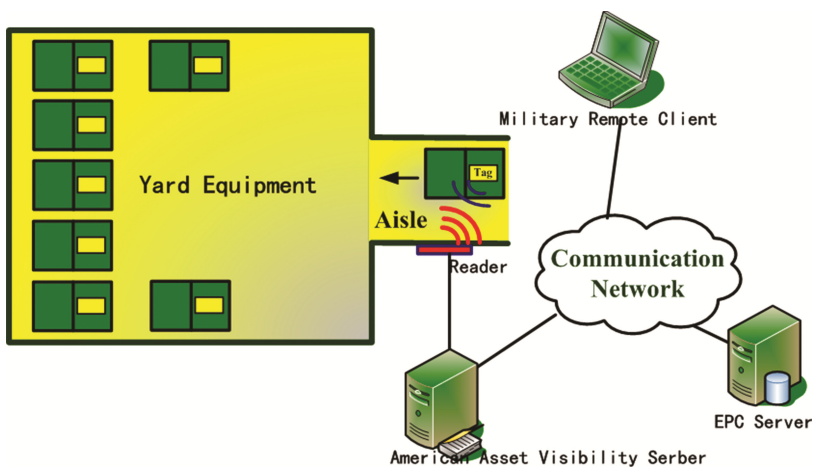 Military Remote Client
Tag
Yard Equipment
Aisle
Communication
Network
Reader
EPC Server
American Asset Visibility Serber